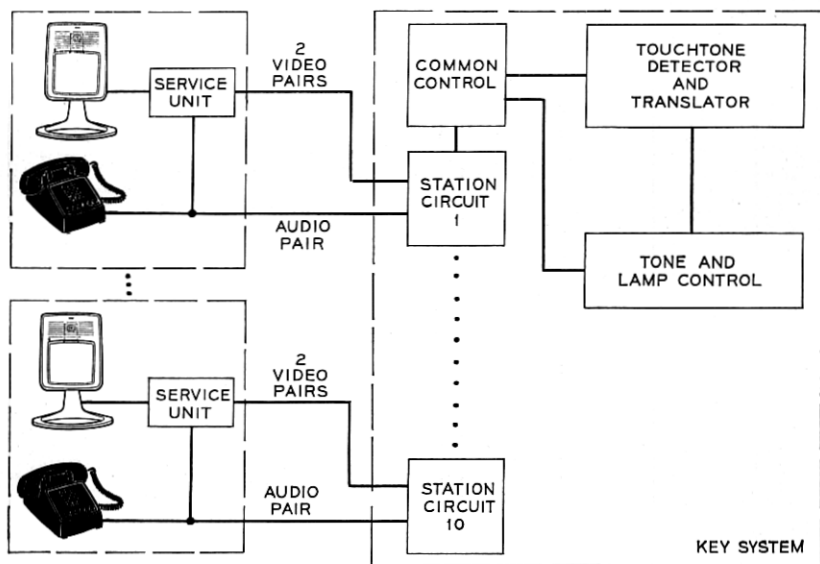 2
VIDEO
PAIRS
SERVICE
UNIT
AUDIO
PAIR
COMMON
CONTROL
TOUCHTONE
DETECTOR
AND
TRANSLATOR
STATION
CIRCUIT
1
TONE AND
LAMP CONTROL
2
VIDEO
PAIRS
SERVICE
UNIT
AUDIO
PAIR
STATION
CIRCUIT
10
KEY SYSTEM